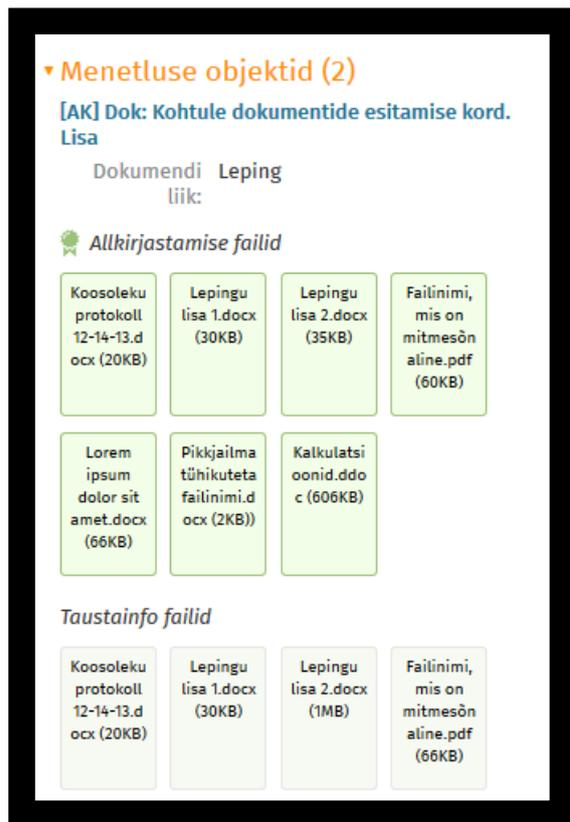 Menetluse objektid (2)
[AK] Dok: Kohtule dokumentide esitamise kord.
Lisa
Dokumendi Leping
liik:
Allkirjastamise failid
Koosoleku
protokoll
12-14-13.d
ocx (20KB)
Lepingu
lisa 1.docx
(30KB)
Lepingu
lisa 2.docx
(35KB)
Failinimi,
mis on
mitmesõn
aline.pdf
(60KB)
Lorem
ipsum
dolor sit
amet.docx
(66KB)
Pikkjailma
tühikuteta
failinimi.d
ocx (2KB))
Kalkulatsi
oonid.ddo
c (606KB)
Taustainfo failid
Koosoleku
protokoll
12-14-13.d
ocx (20KB)
Lepingu
lisa 1.docx
(30KB)
Lepingu
lisa 2.docx
(1MB)
Failinimi,
mis on
mitmesõn
aline.pdf
(66KB)